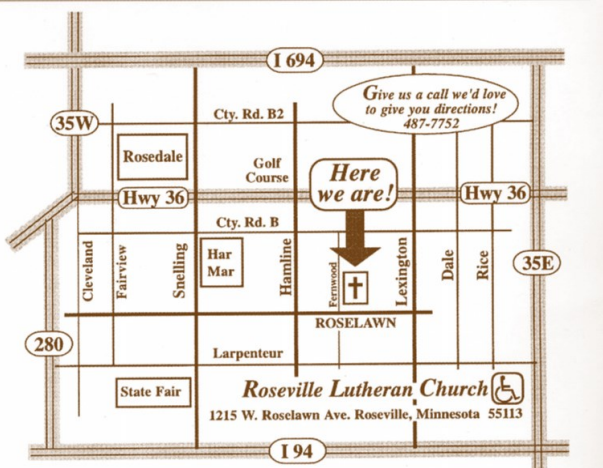 I 694
Give us a call we'd love
to give you directions!
487-7752
35W
Cty. Rd. B2
Rosedale
Golf
Course
Here
we are!
Hwy 36
Hwy 36
Cty. Rd. B
Cleveland
Fairview
Snelling
Har
Mar
Hamline
Fernwood
Lexington
Dale
Rice
35E
ROSELAWN
280
Larpenteur
State Fair
Roseville Lutheran Church
1215 W. Roselawn Ave. Roseville, Minnesota 55113
I 94